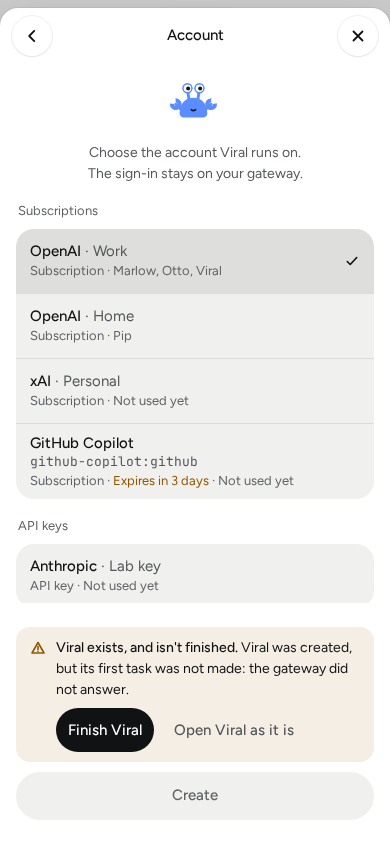 Account
Choose the account Viral runs on.
The sign-in stays on your gateway.
Subscriptions
OpenAI · Work
Subscription · Marlow, Otto, Viral
OpenAI · Home
Subscription · Pip
xAI · Personal
Subscription · Not used yet
GitHub Copilot
github-copilot:github
Subscription · Expires in 3 days · Not used yet
API keys
Anthropic · Lab key
API key · Not used yet
Viral exists, and isn't finished. Viral was created,
but its first task was not made: the gateway did
not answer.
Finish Viral
Open Viral as it is
Create